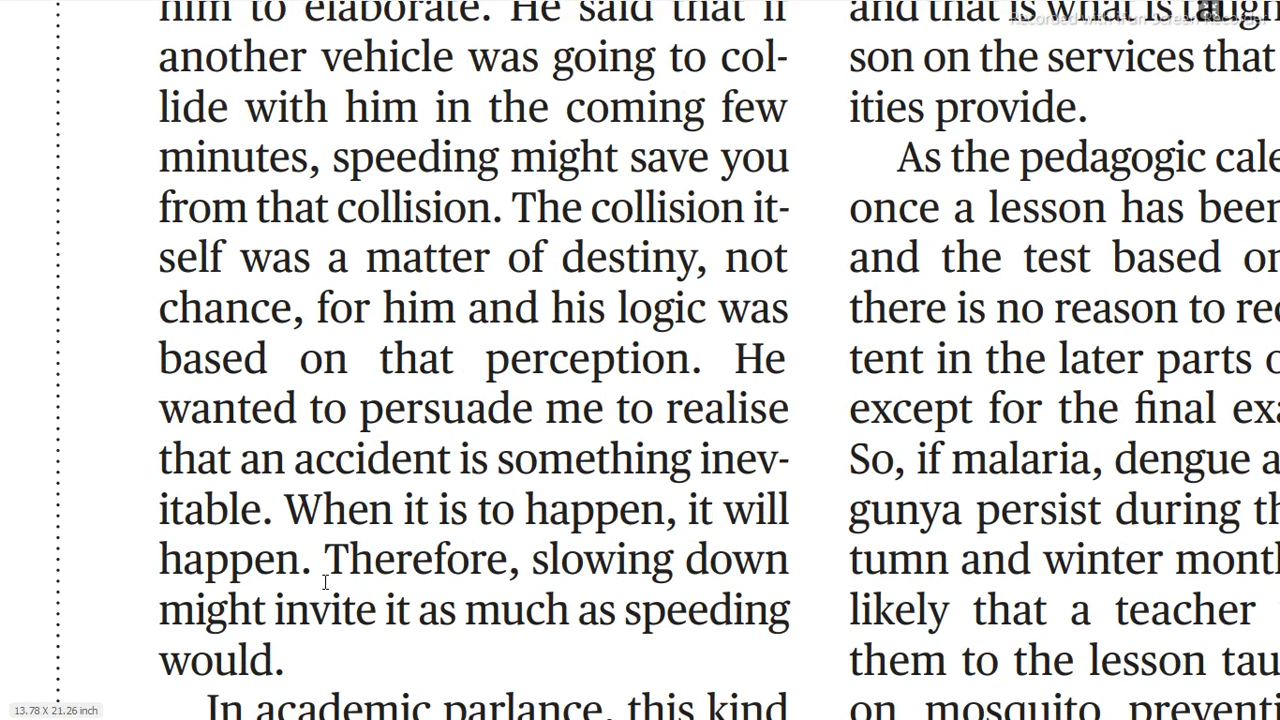 him to elaborate. He said that if
another vehicle was going to col-
lide with him in the coming few
minutes, speeding might save you
from that collision. The collision it-
self was a matter of destiny, not
chance, for him and his logic was
based on that perception. He
wanted to persuade me to realise
that an accident is something inev-
itable. When it is to happen, it will
happen. Therefore, slowing down
might invite it as much as speeding
would.
In academic parlance, this kind
and that is what is
son on the services that
ities provide.
As the pedagogic cale
once a lesson has been
and the test based on
there is no reason to rec
tent in the later parts o
except for the final exa
So, if malaria, dengue a
gunya persist during th
tumn and winter month
likely that a teacher
them to the lesson tau
on mosquito preventi
Recorded with iTop Screen Recorder
13.78 X 21.26 inch